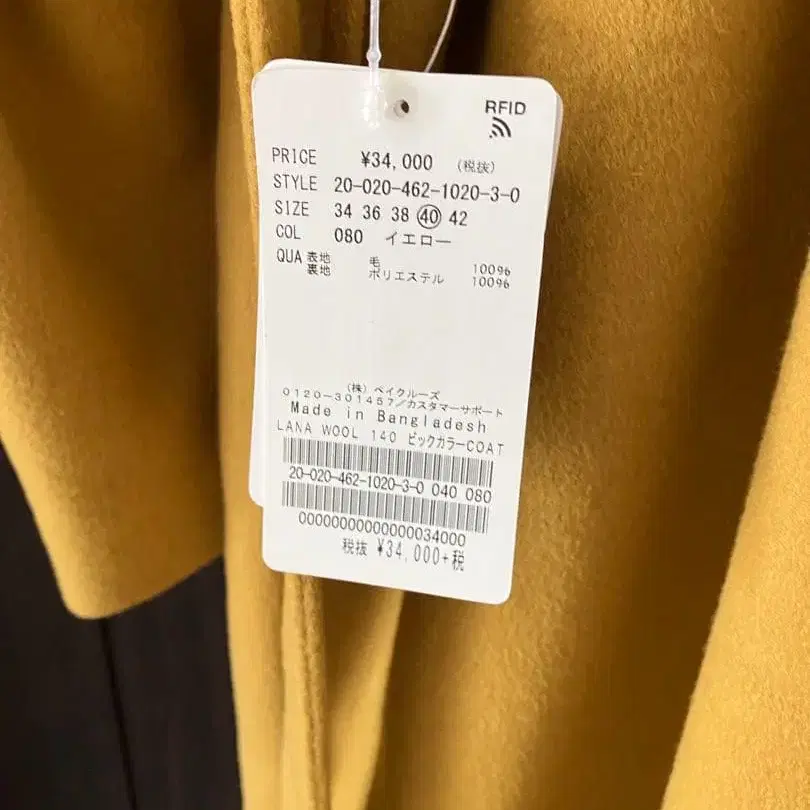 RFID
PRICE ¥34,000 (税抜)
STYLE 20-020-462-1020-3-0
SIZE 34 36 38 40 42
COL 080 イエロー
QUA 表地 毛 100%
裏地 ポリエステル 100%
(株) ベイクルーズ
0120-301457/カスタマーサポート
Made in Bangladesh
LANA WOOL 140 ビックカラーCOAT
20-020-462-1020-3-0 040 080
00000000000000034000
税抜 ¥34,000+税